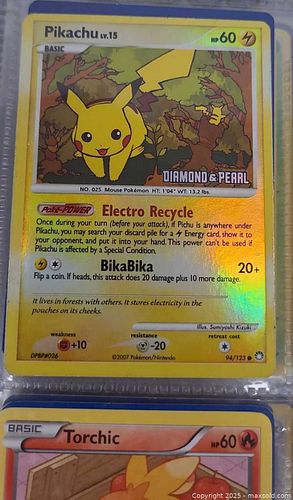 Pikachu LV.15 HP 60
BASIC
DIAMOND & PEARL
NO. 025 Mouse Pokémon HT: 1'04" WT: 13.2 lbs.
Poké-POWER Electro Recycle
Once during your turn (before your attack), if Pichu is anywhere under
Pikachu, you may search your discard pile for a Energy card, show it to
your opponent, and put it into your hand. This power can't be used if
Pikachu is affected by a Special Condition.
BikaBika 20+
Flip a coin. If heads, this attack does 20 damage plus 10 more damage.
It lives in forests with others. It stores electricity in the
pouches on its cheeks.
Illus. Sumiyoshi Kizuki
weakness resistance retreat cost
+10 -20
DPBP#026 ©2007 Pokémon/Nintendo 94/123
BASIC
Torchic HP 60
Copyright 2025 - maxsold.com